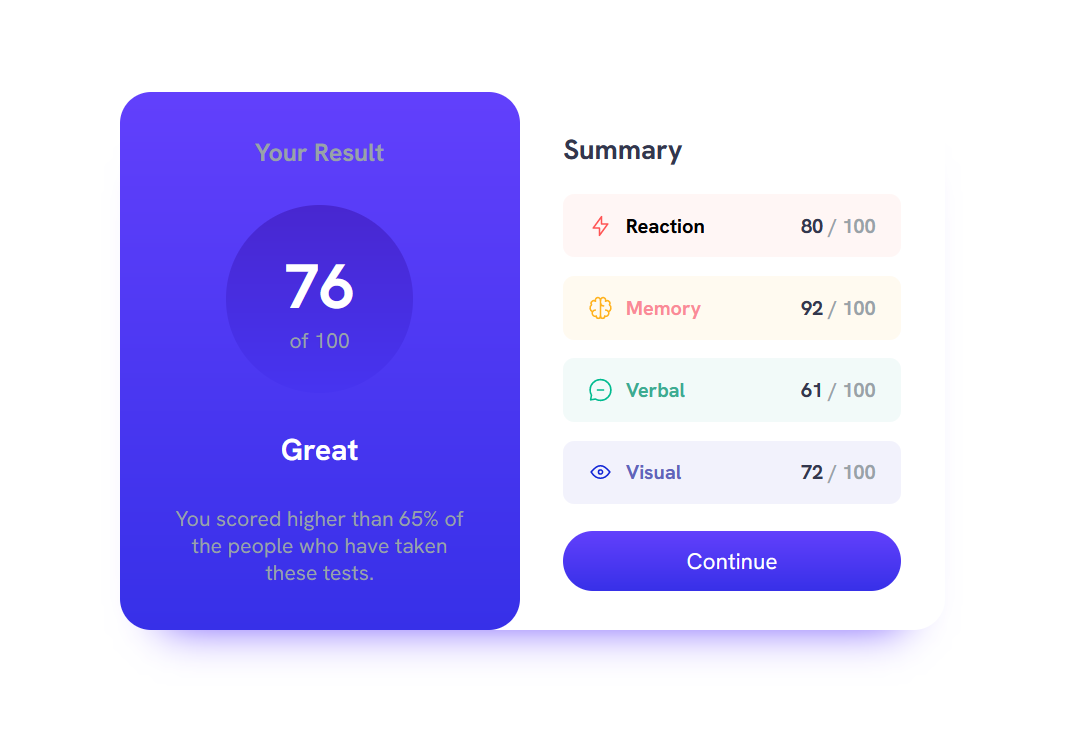 Your Result
76
of 100
Great
You scored higher than 65% of
the people who have taken
these tests.
Summary
Reaction 80 / 100
Memory 92 / 100
Verbal 61 / 100
Visual 72 / 100
Continue